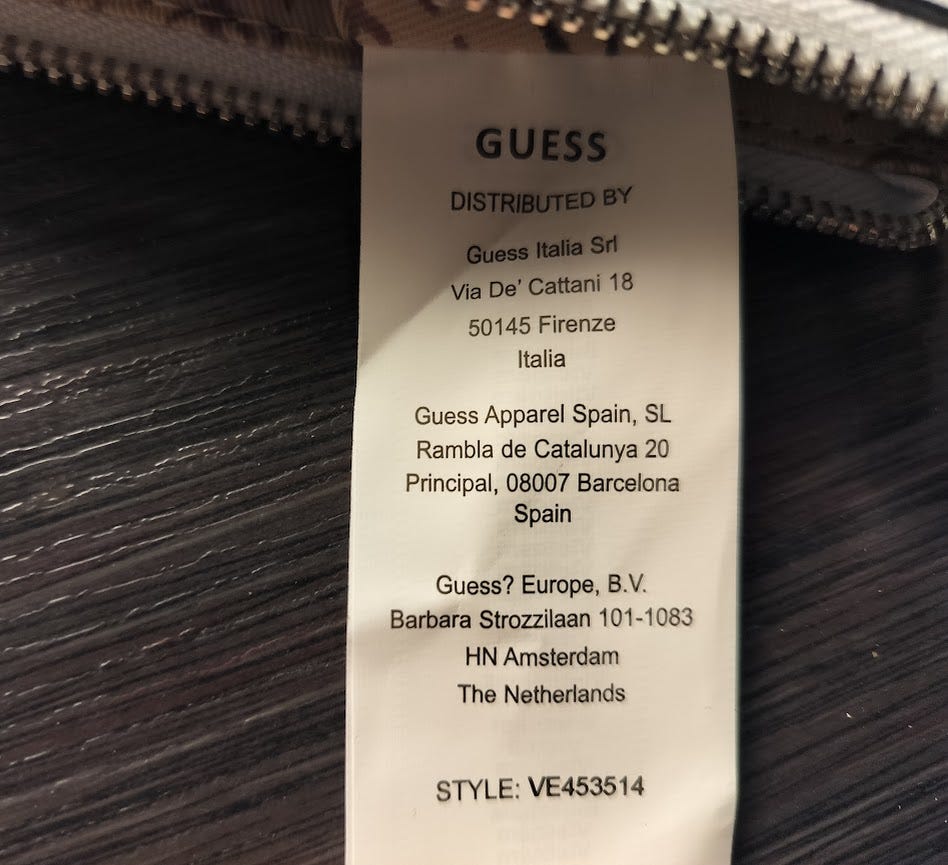 GUESS
DISTRIBUTED BY
Guess Italia Srl
Via De' Cattani 18
50145 Firenze
Italia
Guess Apparel Spain, SL
Rambla de Catalunya 20
Principal, 08007 Barcelona
Spain
Guess? Europe, B.V.
Barbara Strozzilaan 101-1083
HN Amsterdam
The Netherlands
STYLE: VE453514